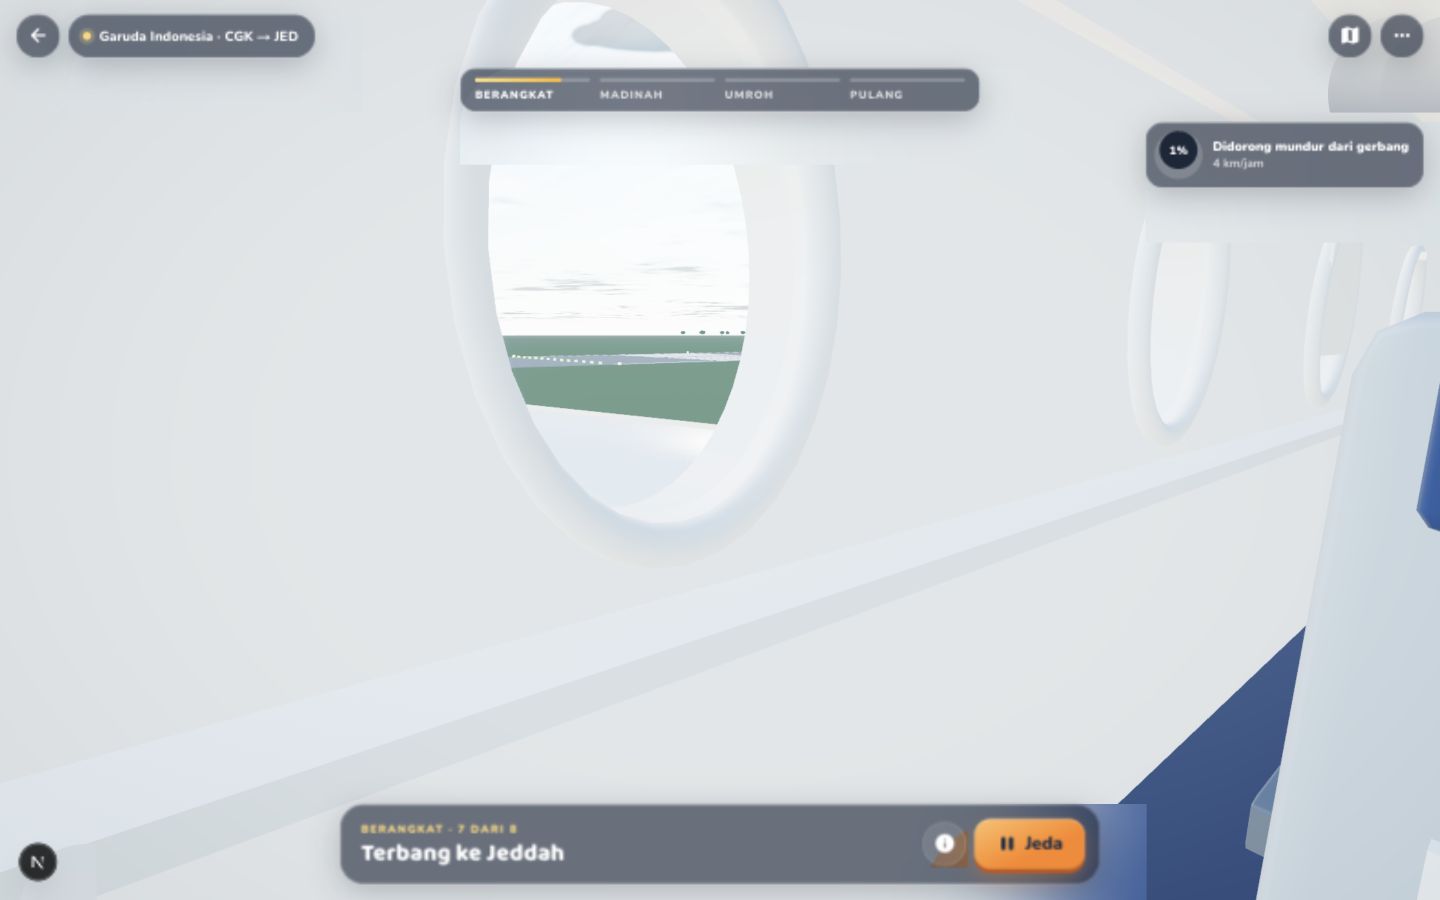 Garuda Indonesia · CGK → JED
BERANGKAT
MADINAH
UMROH
PULANG
1%
Didorong mundur dari gerbang
4 km/jam
BERANGKAT · 7 DARI 8
Terbang ke Jeddah
Jeda
N